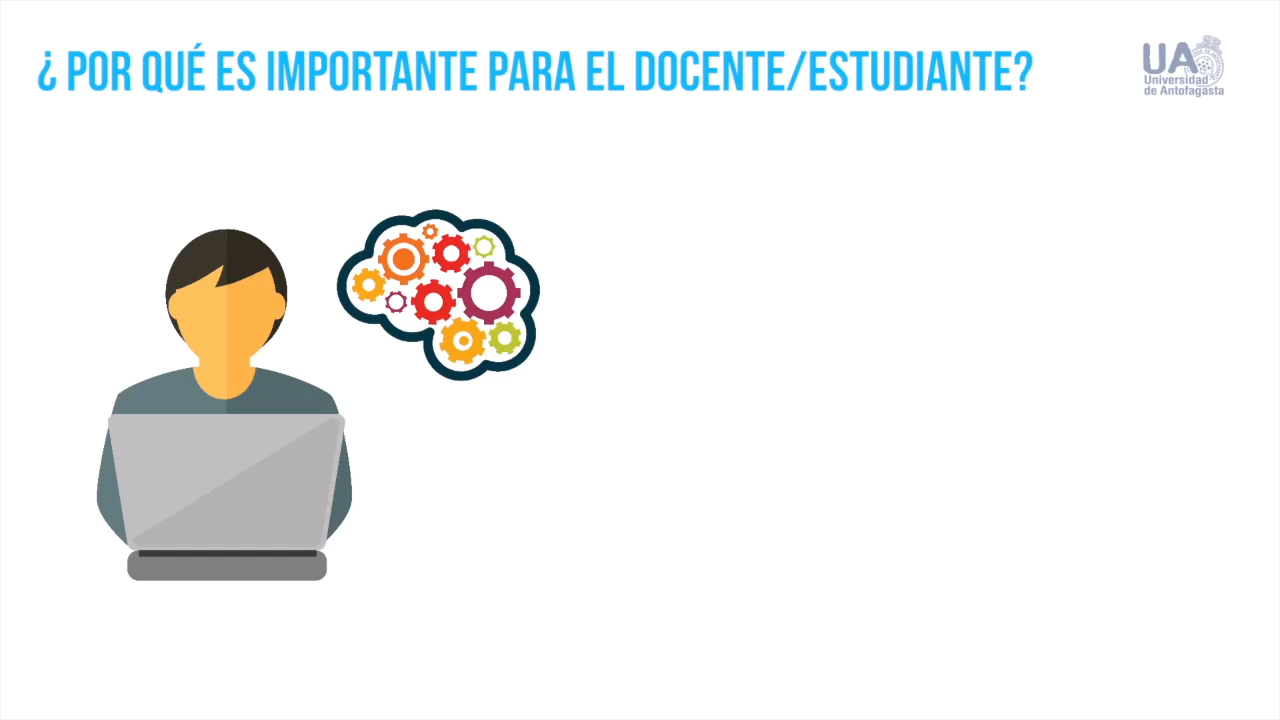 ¿ POR QUÉ ES IMPORTANTE PARA EL DOCENTE/ESTUDIANTE?
UA
Universidad
de Antofagasta